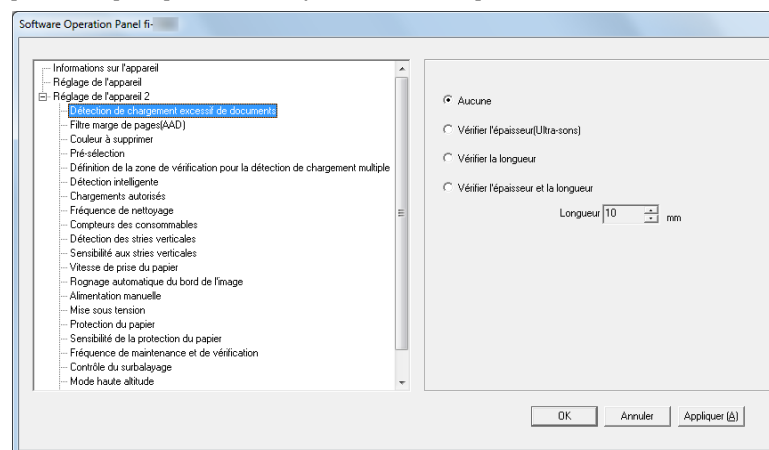 Software Operation Panel fi-
Informations sur l'appareil
Réglage de l'appareil
Réglage de l'appareil 2
Détection de chargement excessif de documents
Filtre marge de pages(AAD)
Couleur à supprimer
Pré-sélection
Définition de la zone de vérification pour la détection de chargement multiple
Détection intelligente
Chargements autorisés
Fréquence de nettoyage
Compteurs des consommables
Détection des stries verticales
Sensibilité aux stries verticales
Vitesse de prise du papier
Rognage automatique du bord de l'image
Alimentation manuelle
Mise sous tension
Protection du papier
Sensibilité de la protection du papier
Fréquence de maintenance et de vérification
Contrôle du surbalayage
Mode haute altitude
Aucune
Vérifier l'épaisseur(Ultra-sons)
Vérifier la longueur
Vérifier l'épaisseur et la longueur
Longueur 10 mm
OK Annuler Appliquer (A)